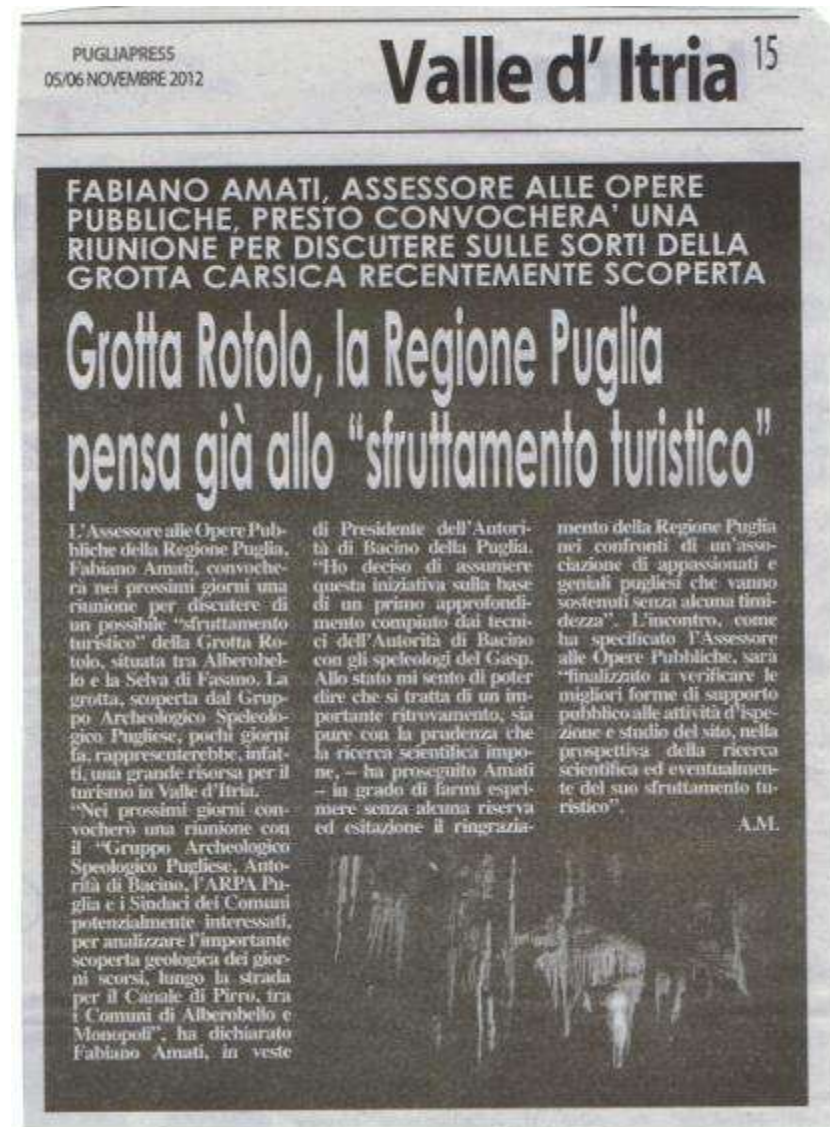 PUGLIAPRESS
05/06 NOVEMBRE 2012
Valle d' Itria 15
FABIANO AMATI, ASSESSORE ALLE OPERE
PUBBLICHE, PRESTO CONVOCHERA' UNA
RIUNIONE PER DISCUTERE SULLE SORTI DELLA
GROTTA CARSICA RECENTEMENTE SCOPERTA
Grotta Rotolo, la Regione Puglia
pensa già allo "sfruttamento turistico"
L'Assessore alle Opere Pub-
bliche della Regione Puglia,
Fabiano Amati, convoche-
rà nei prossimi giorni una
riunione per discutere di
un possibile "sfruttamento
turistico" della Grotta Ro-
tolo, situata tra Alberobel-
lo e la Selva di Fasano. La
grotta, scoperta dal Grup-
po Archeologico Speleolo-
gico Pugliese, pochi giorni
fa, rappresenterebbe, infat-
ti, una grande risorsa per il
turismo in Valle d'Itria.
"Nei prossimi giorni con-
vocherò una riunione con
il "Gruppo Archeologico
Speologico Pugliese, Auto-
rità di Bacino, l'ARPA Pu-
glia e i Sindaci dei Comuni
potenzialmente interessati,
per analizzare l'importante
scoperta geologica dei gior-
ni scorsi, lungo la strada
per il Canale di Pirro, tra
i Comuni di Alberobello e
Monopoli", ha dichiarato
Fabiano Amati, in veste
di Presidente dell'Autori-
tà di Bacino della Puglia.
"Ho deciso di assumere
questa iniziativa sulla base
di un primo approfondi-
mento compiuto dai tecni-
ci dell'Autorità di Bacino
con gli speleologi del Gasp.
Allo stato mi sento di poter
dire che si tratta di un im-
portante ritrovamento, sia
pure con la prudenza che
la ricerca scientifica impo-
ne, – ha proseguito Amati
– in grado di farmi espri-
mere senza alcuna riserva
ed esitazione il ringrazia-
mento della Regione Puglia
nei confronti di un'asso-
ciazione di appassionati e
geniali pugliesi che vanno
sostenuti senza alcuna timi-
dezza". L'incontro, come
ha specificato l'Assessore
alle Opere Pubbliche, sarà
"finalizzato a verificare le
migliori forme di supporto
pubblico alle attività d'ispe-
zione e studio del sito, nella
prospettiva della ricerca
scientifica ed eventualmen-
te del suo sfruttamento tu-
ristico".
A.M.